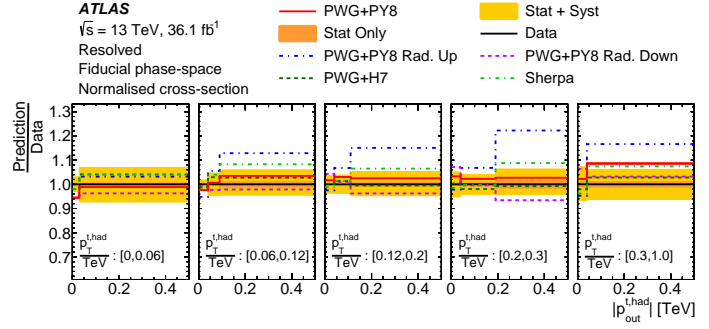 ATLAS
√s = 13 TeV, 36.1 fb-1
Resolved
Fiducial phase-space
Normalised cross-section
PWG+PY8
Stat Only
PWG+PY8 Rad. Up
PWG+H7
Stat + Syst
Data
PWG+PY8 Rad. Down
Sherpa
Prediction
Data
1.3
1.2
1.1
1.0
0.9
0.8
0.7
p_T^t,had / TeV : [0,0.06]
p_T^t,had / TeV : [0.06,0.12]
p_T^t,had / TeV : [0.12,0.2]
p_T^t,had / TeV : [0.2,0.3]
p_T^t,had / TeV : [0.3,1.0]
0 0.2 0.4 0 0.2 0.4 0 0.2 0.4 0 0.2 0.4 0 0.2 0.4
|p_out^t,had| [TeV]